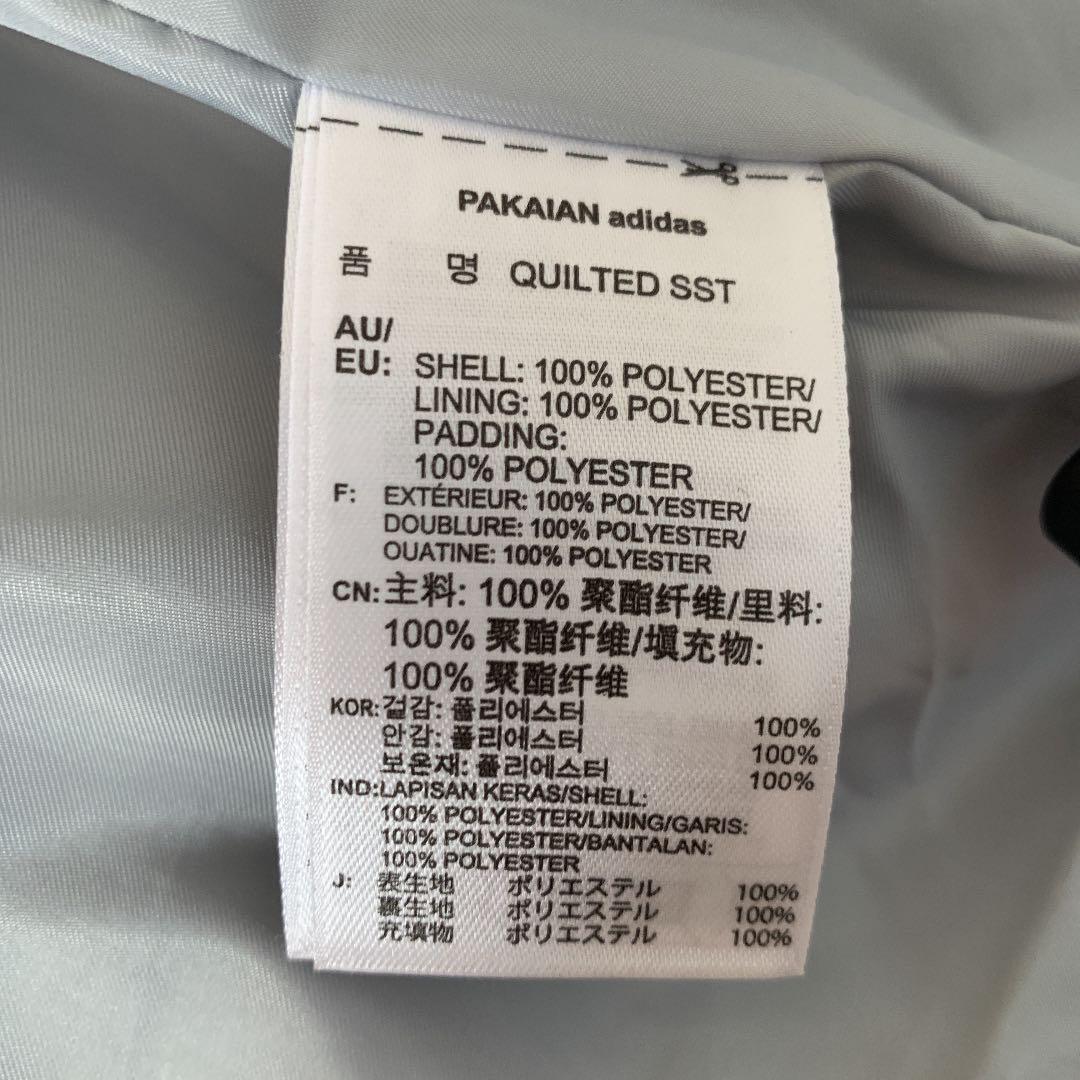 PAKAIAN adidas
품 명 QUILTED SST
AU/
EU: SHELL: 100% POLYESTER/
LINING: 100% POLYESTER/
PADDING:
100% POLYESTER
F: EXTÉRIEUR: 100% POLYESTER/
DOUBLURE: 100% POLYESTER/
OUATINE: 100% POLYESTER
CN: 主料: 100% 聚酯纤维/里料:
100% 聚酯纤维/填充物:
100% 聚酯纤维
KOR: 겉감: 폴리에스터 100%
안감: 폴리에스터 100%
보온재: 폴리에스터 100%
IND: LAPISAN KERAS/SHELL:
100% POLYESTER/LINING/GARIS:
100% POLYESTER/BANTALAN:
100% POLYESTER
J: 表生地 ポリエステル 100%
裏生地 ポリエステル 100%
充填物 ポリエステル 100%